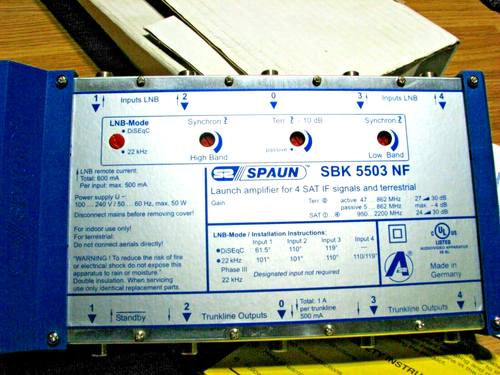 1 Inputs LNB 2 0 3 Inputs LNB 4
LNB-Mode
DiSEqC
22 kHz
Synchron
High Band
Terr. - 10 dB
passive
Synchron
Low Band
LNB remote current:
Total: 600 mA
Per input: max. 500 mA
Power supply U ~
100 ... 240 V / 50 ... 60 Hz, max. 50 W
Disconnect mains before removing cover!
For indoor use only!
For terrestrial:
Do not connect aerials directly!
"WARNING ! To reduce the risk of fire
or electrical shock do not expose this
apparatus to rain or moisture."
Double insulation. When servicing
use only identical replacement parts.
SPAUN SBK 5503 NF
Launch amplifier for 4 SAT IF signals and terrestrial
Gain Terr. active 47 ... 862 MHz 27 30 dB
passive 5 ... 862 MHz max. -4 dB
SAT 950...2200 MHz 24 30 dB
LNB-Mode / Installation Instructions:
Input 1 Input 2 Input 3 Input 4
DiSEqC 61.5° 110° 119°
22 kHz 101° 110° 110° 110/119°
Phase III
22 kHz Designated input not required
UL
LISTED
A
Made in
Germany
1 Standby 2 Trunkline Outputs 0 Total: 1 A
per trunkline
500 mA
3 Trunkline Outputs 4